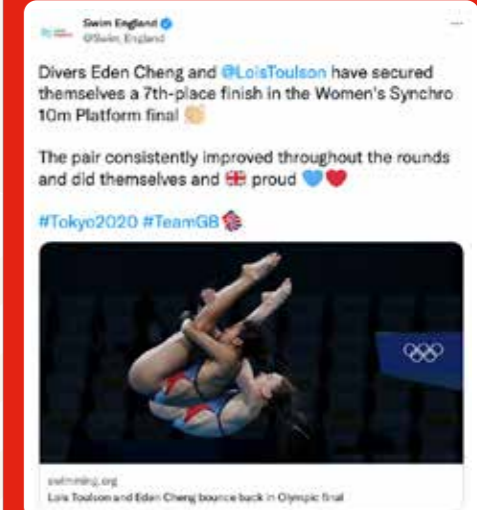 Swim England
@Swim_England
Divers Eden Cheng and @LoisToulson have secured
themselves a 7th-place finish in the Women's Synchro
10m Platform final 👏🏼
The pair consistently improved throughout the rounds
and did themselves and 🇬🇧 proud 💙❤️
#Tokyo2020 #TeamGB
swimming.org
Lois Toulson and Eden Cheng bounce back in Olympic final